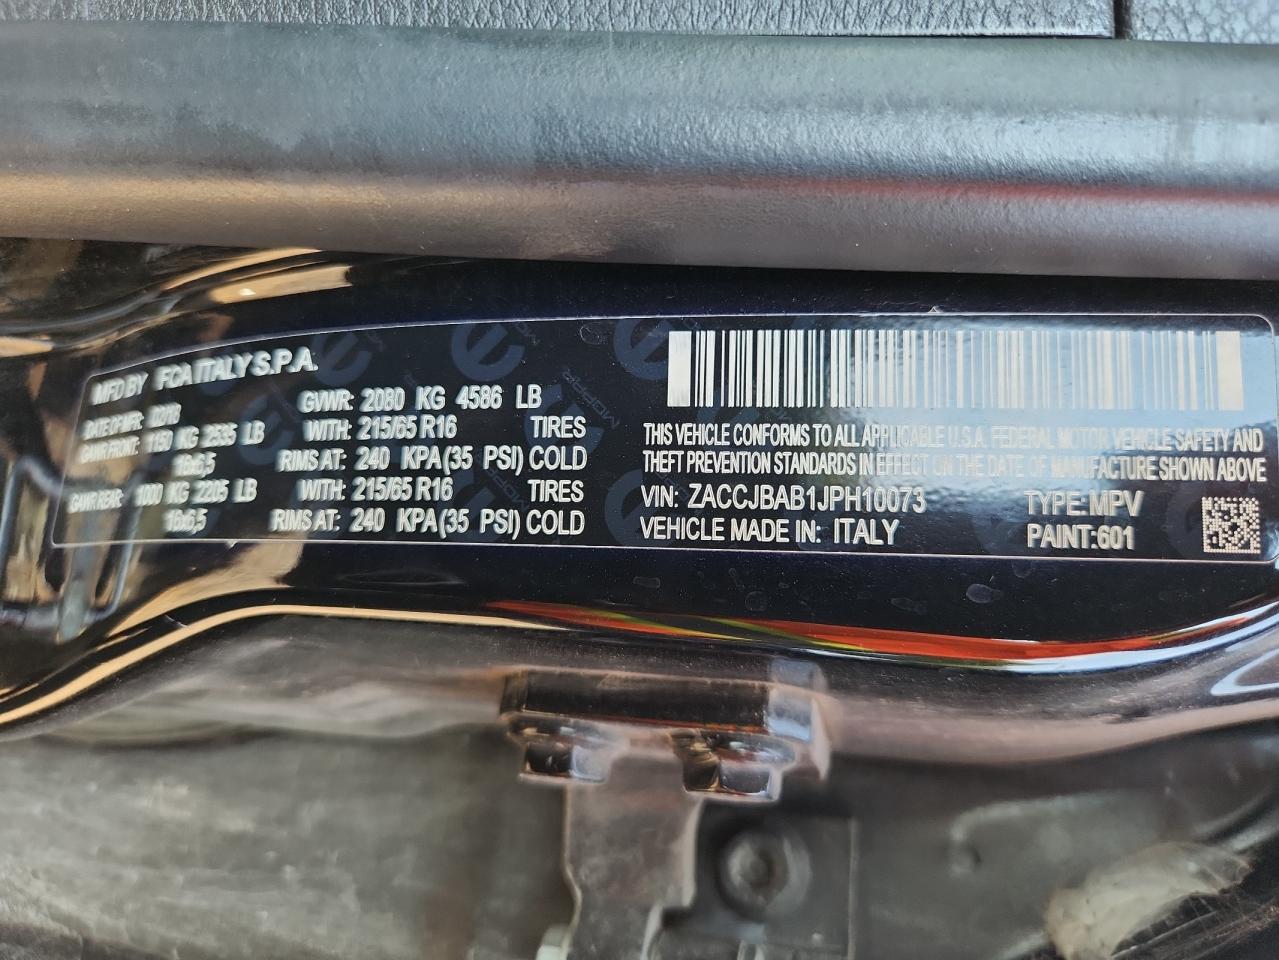 MFD BY FCA ITALY S.P.A.
DATE OF MFR: GVWR: 2080 KG 4586 LB
GAWR FRONT: 1150 KG 2535 LB WITH: 215/65 R16 TIRES
16x6,5 RIMS AT: 240 KPA(35 PSI) COLD
GAWR REAR: 1000 KG 2205 LB WITH: 215/65 R16 TIRES
16x6,5 RIMS AT: 240 KPA(35 PSI) COLD
THIS VEHICLE CONFORMS TO ALL APPLICABLE U.S.A. FEDERAL MOTOR VEHICLE SAFETY AND
THEFT PREVENTION STANDARDS IN EFFECT ON THE DATE OF MANUFACTURE SHOWN ABOVE
VIN: ZACCJBAB1JPH10073 TYPE: MPV
VEHICLE MADE IN: ITALY PAINT:601
MOPAR